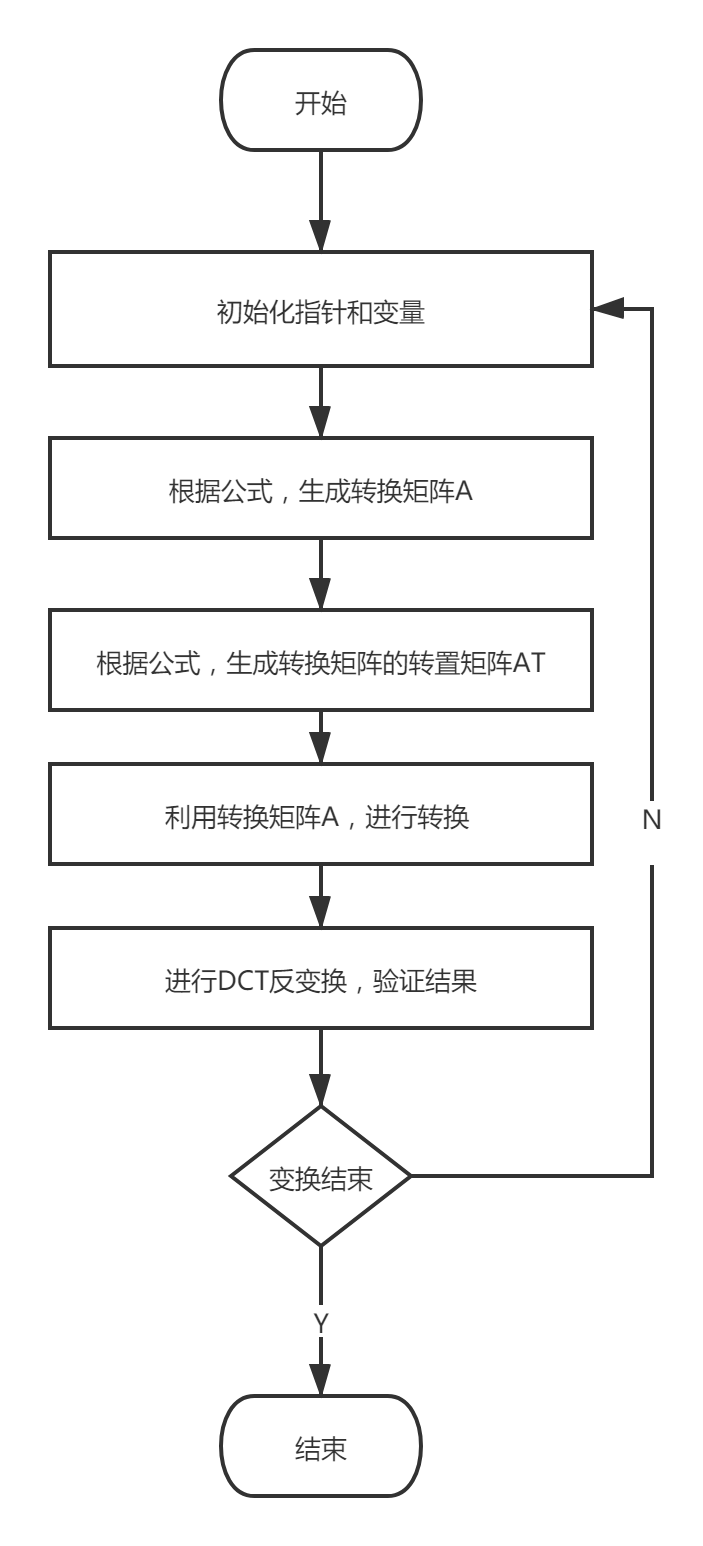 开始
初始化指针和变量
根据公式，生成转换矩阵A
根据公式，生成转换矩阵的转置矩阵AT
利用转换矩阵A，进行转换
N
进行DCT反变换，验证结果
变换结束
Y
结束